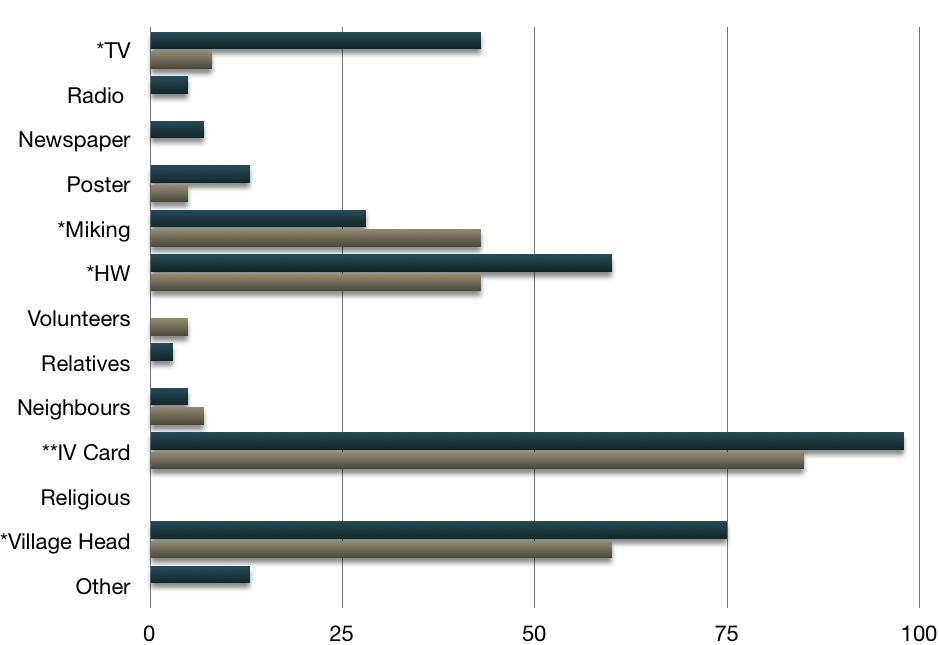 *TV
Radio
Newspaper
Poster
*Miking
*HW
Volunteers
Relatives
Neighbours
**IV Card
Religious
*Village Head
Other
0 25 50 75 100